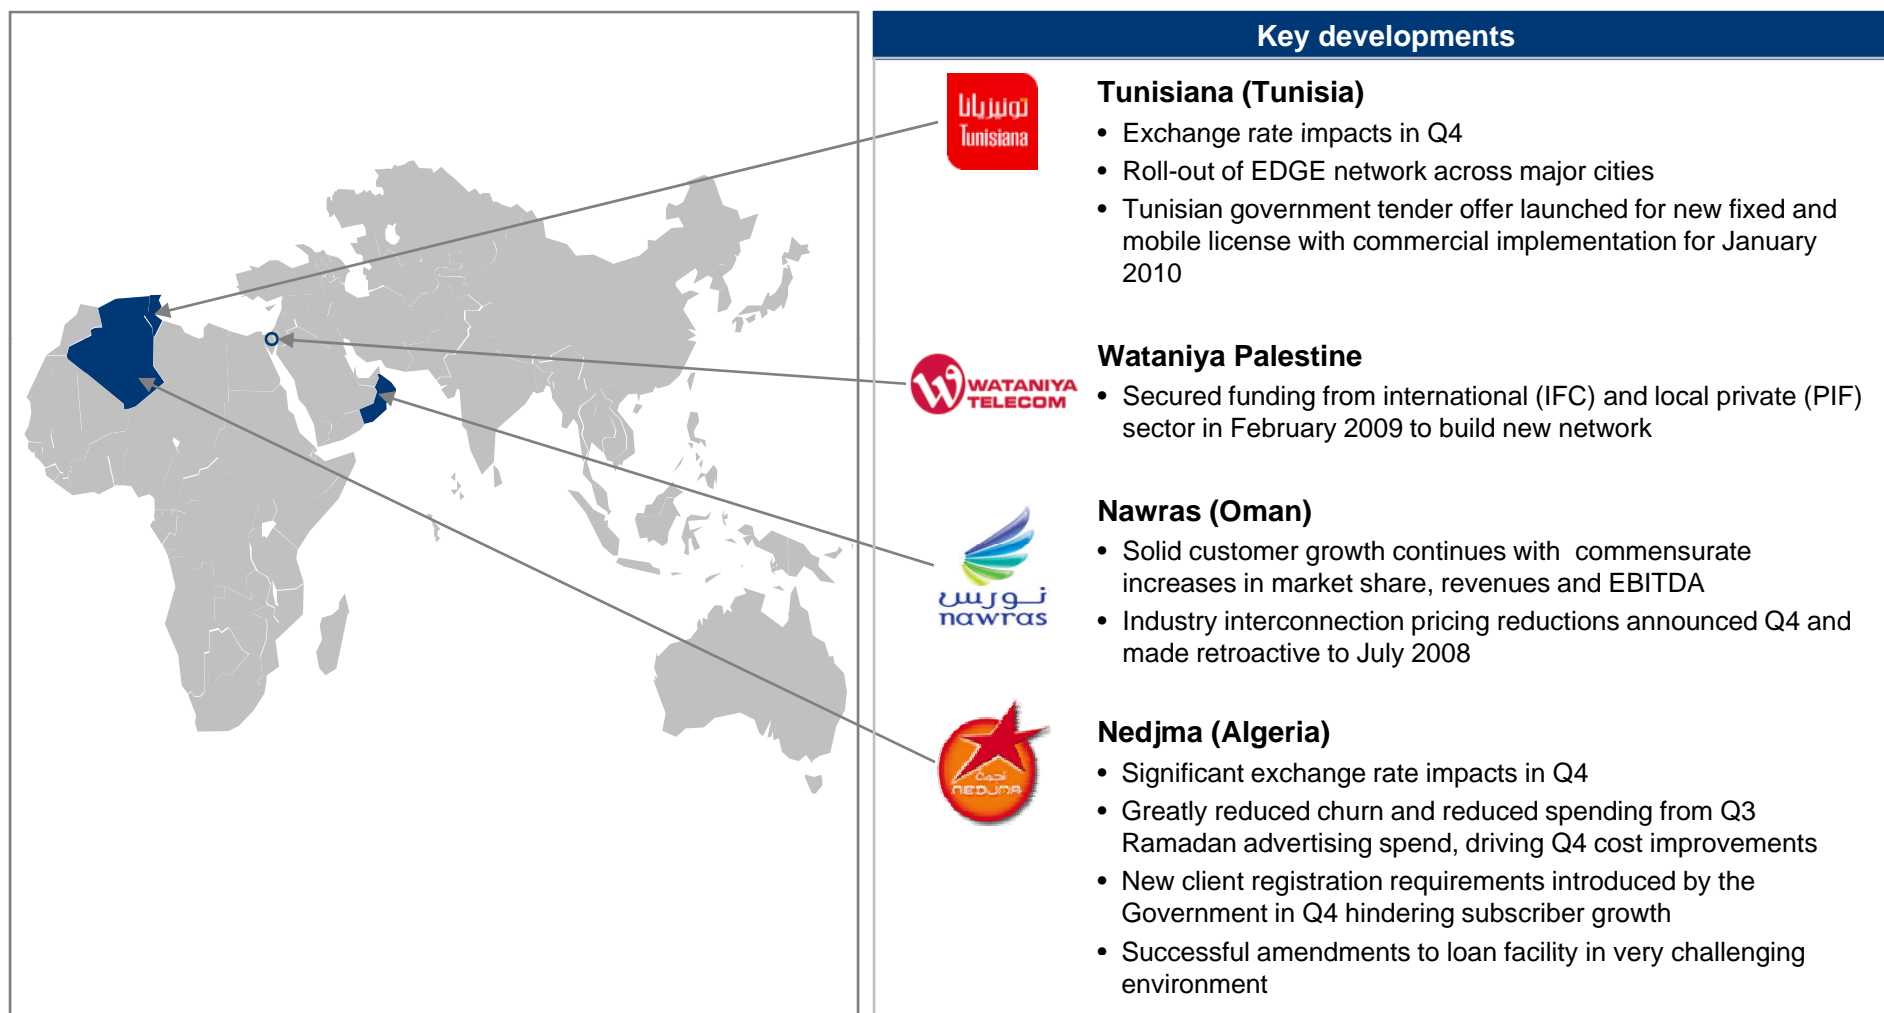 Key developments
تونيزيانا
Tunisiana
Tunisiana (Tunisia)
• Exchange rate impacts in Q4
• Roll-out of EDGE network across major cities
• Tunisian government tender offer launched for new fixed and
mobile license with commercial implementation for January
2010
WATANIYA
TELECOM
Wataniya Palestine
• Secured funding from international (IFC) and local private (PIF)
sector in February 2009 to build new network
نورس
nawras
Nawras (Oman)
• Solid customer growth continues with  commensurate
increases in market share, revenues and EBITDA
• Industry interconnection pricing reductions announced Q4 and
made retroactive to July 2008
نجمة
NEDJMA
Nedjma (Algeria)
• Significant exchange rate impacts in Q4
• Greatly reduced churn and reduced spending from Q3
Ramadan advertising spend, driving Q4 cost improvements
• New client registration requirements introduced by the
Government in Q4 hindering subscriber growth
• Successful amendments to loan facility in very challenging
environment